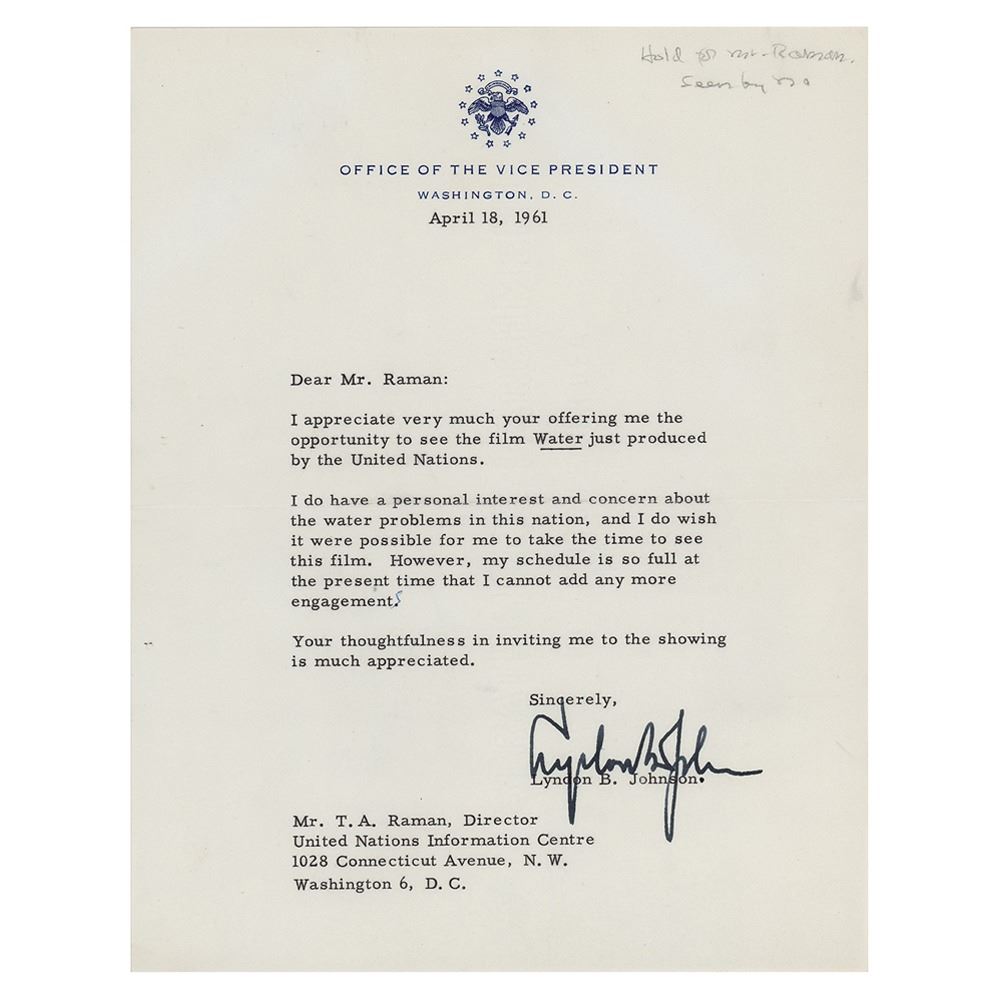 Hold for Mr. Raman.
Seen by
OFFICE OF THE VICE PRESIDENT
WASHINGTON, D. C.
April 18, 1961
Dear Mr. Raman:
I appreciate very much your offering me the
opportunity to see the film Water just produced
by the United Nations.
I do have a personal interest and concern about
the water problems in this nation, and I do wish
it were possible for me to take the time to see
this film. However, my schedule is so full at
the present time that I cannot add any more
engagements
Your thoughtfulness in inviting me to the showing
is much appreciated.
Sincerely,
Lyndon B Johnson
Lyndon B. Johnson.
Mr. T. A. Raman, Director
United Nations Information Centre
1028 Connecticut Avenue, N. W.
Washington 6, D. C.